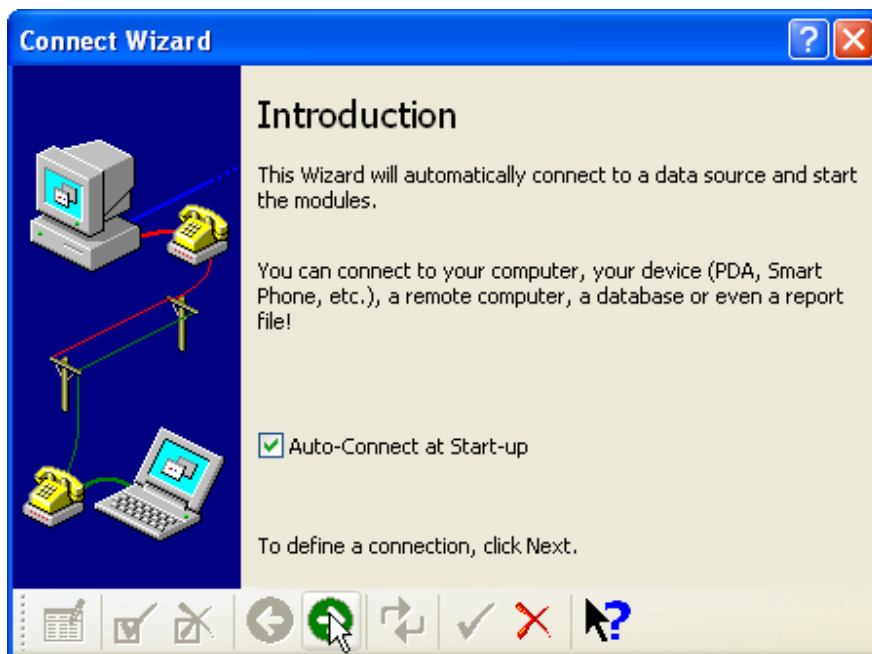 Connect Wizard
Introduction
This Wizard will automatically connect to a data source and start
the modules.
You can connect to your computer, your device (PDA, Smart
Phone, etc.), a remote computer, a database or even a report
file!
Auto-Connect at Start-up
To define a connection, click Next.